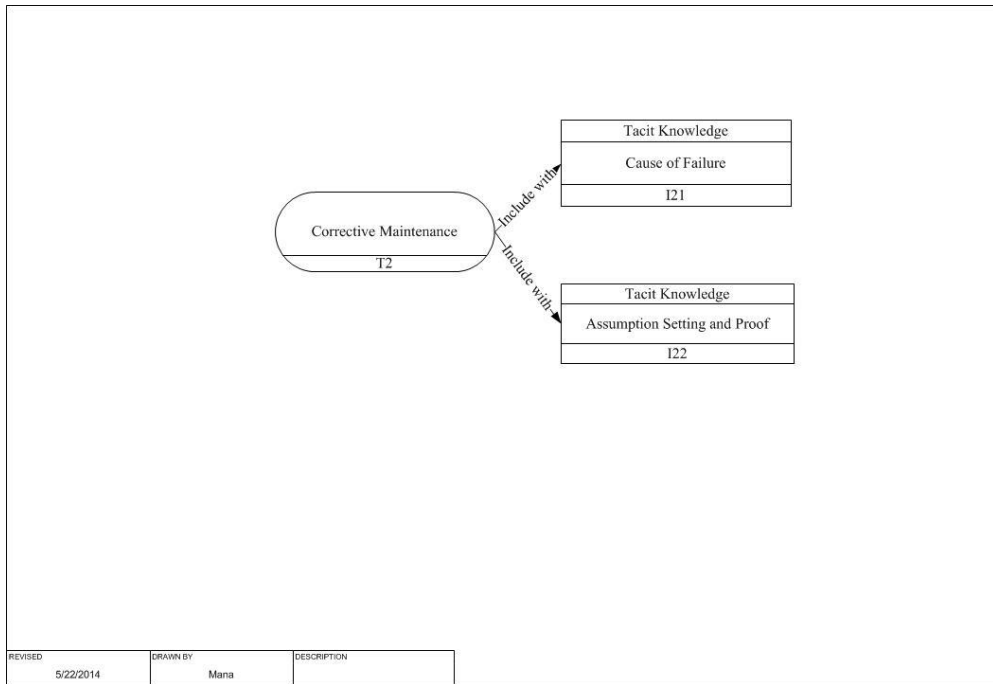 Tacit Knowledge
Cause of Failure
I21
Include with
Corrective Maintenance
T2
Include with
Tacit Knowledge
Assumption Setting and Proof
I22
REVISED
5/22/2014
DRAWN BY
Mana
DESCRIPTION